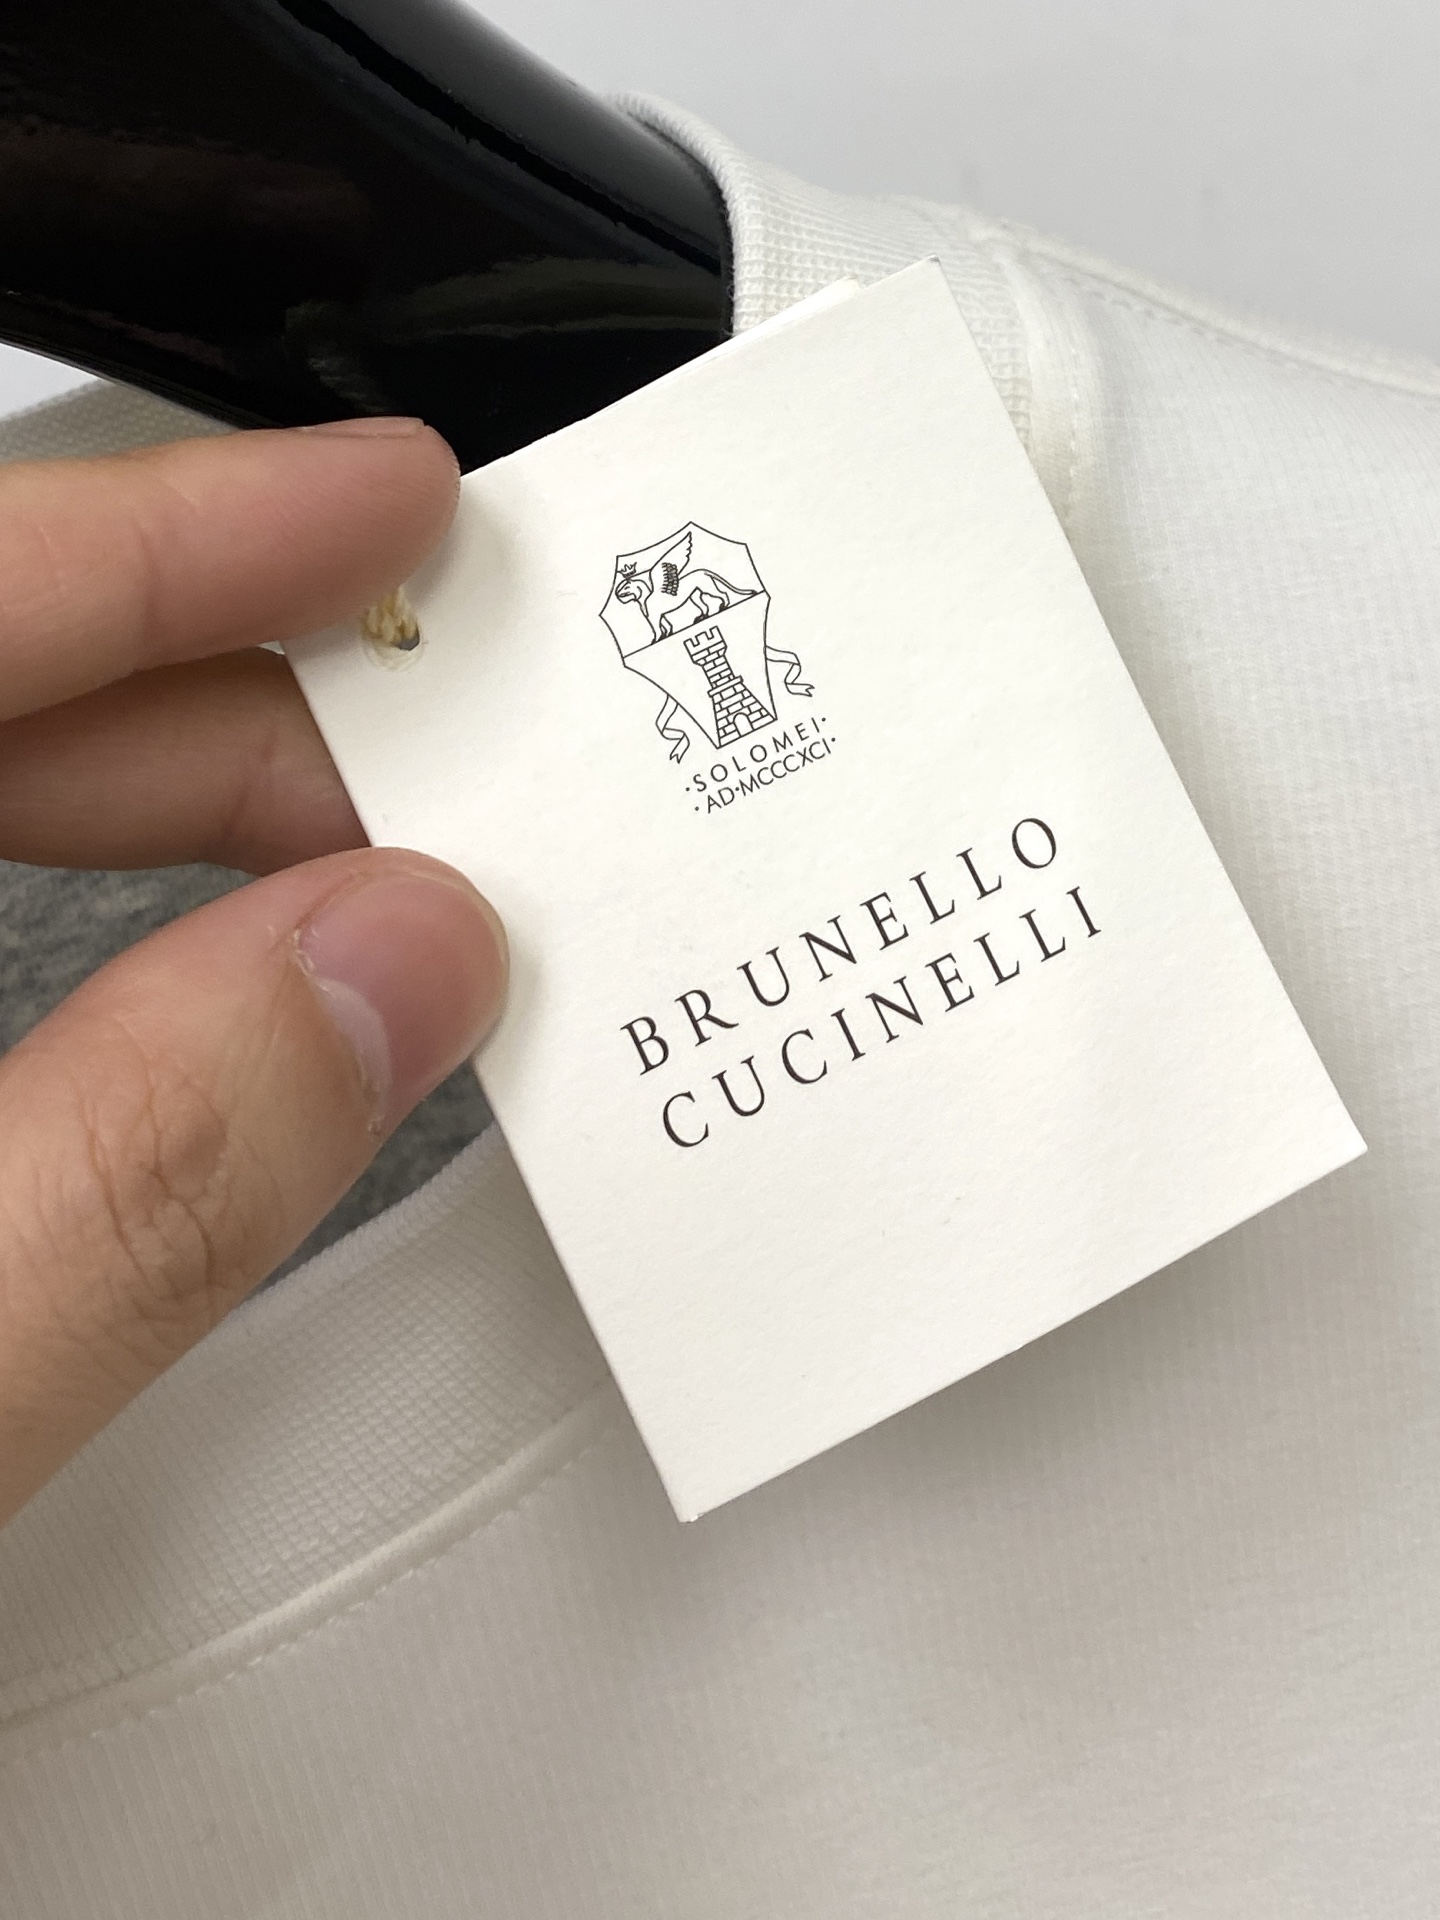 ·SOLOMEI·
·AD·MCCCXCI·
BRUNELLO
CUCINELLI